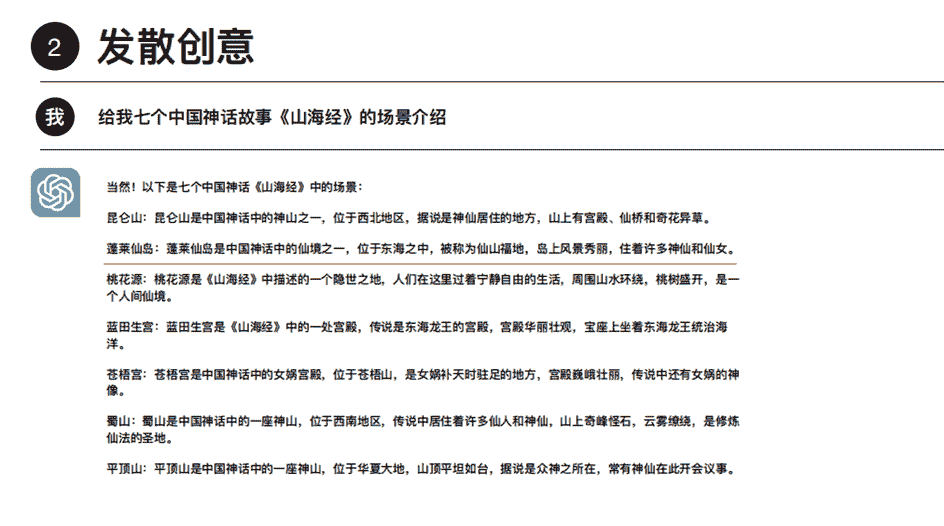 2 发散创意
我 给我七个中国神话故事《山海经》的场景介绍
当然！以下是七个中国神话《山海经》中的场景：
昆仑山：昆仑山是中国神话中的神山之一，位于西北地区，据说是神仙居住的地方，山上有宫殿、仙桥和奇花异草。
蓬莱仙岛：蓬莱仙岛是中国神话中的仙境之一，位于东海之中，被称为仙山福地，岛上风景秀丽，住着许多神仙和仙女。
桃花源：桃花源是《山海经》中描述的一个隐世之地，人们在这里过着宁静自由的生活，周围山水环绕，桃树盛开，是一
个人间仙境。
蓝田生宫：蓝田生宫是《山海经》中的一处宫殿，传说是东海龙王的宫殿，宫殿华丽壮观，宝座上坐着东海龙王统治海
洋。
苍梧宫：苍梧宫是中国神话中的女娲宫殿，位于苍梧山，是女娲补天时驻足的地方，宫殿巍峨壮丽，传说中还有女娲的神
像。
蜀山：蜀山是中国神话中的一座神山，位于西南地区，传说中居住着许多仙人和神仙，山上奇峰怪石，云雾缭绕，是修炼
仙法的圣地。
平顶山：平顶山是中国神话中的一座神山，位于华夏大地，山顶平坦如台，据说是众神之所在，常有神仙在此开会议事。